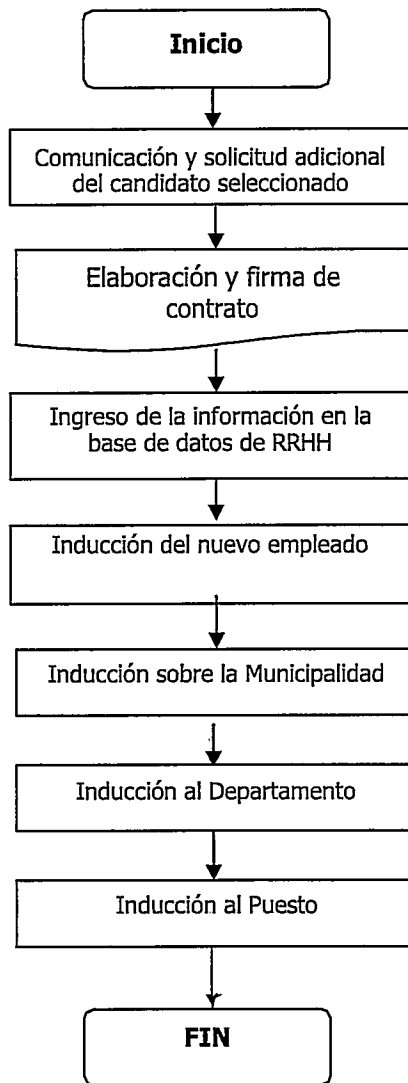 Inicio
Comunicación y solicitud adicional
del candidato seleccionado
Elaboración y firma de
contrato
Ingreso de la información en la
base de datos de RRHH
Inducción del nuevo empleado
Inducción sobre la Municipalidad
Inducción al Departamento
Inducción al Puesto
FIN